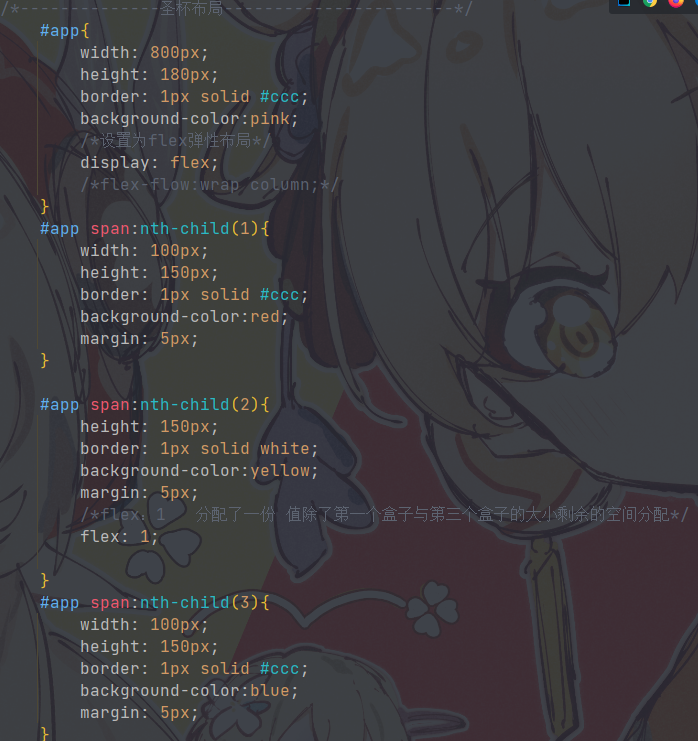 /*--------------圣杯布局-----------------------*/
#app{
width: 800px;
height: 180px;
border: 1px solid #ccc;
background-color:pink;
/*设置为flex弹性布局*/
display: flex;
/*flex-flow:wrap column;*/
}
#app span:nth-child(1){
width: 100px;
height: 150px;
border: 1px solid #ccc;
background-color:red;
margin: 5px;
}
#app span:nth-child(2){
height: 150px;
border: 1px solid white;
background-color:yellow;
margin: 5px;
/*flex：1   分配了一份 值除了第一个盒子与第三个盒子的大小剩余的空间分配*/
flex: 1;
}
#app span:nth-child(3){
width: 100px;
height: 150px;
border: 1px solid #ccc;
background-color:blue;
margin: 5px;
}